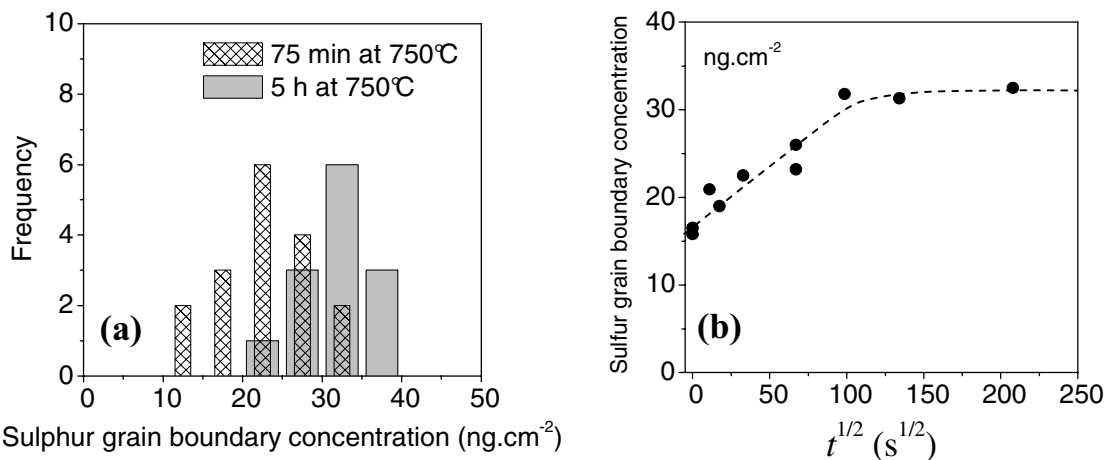 10
8
6
4
2
0
Frequency
75 min at 750°C
5 h at 750°C
(a)
0 10 20 30 40 50
Sulphur grain boundary concentration (ng.cm-2)
40
30
20
10
0
Sulfur grain boundary concentration
ng.cm-2
(b)
0 50 100 150 200 250
t1/2 (s1/2)